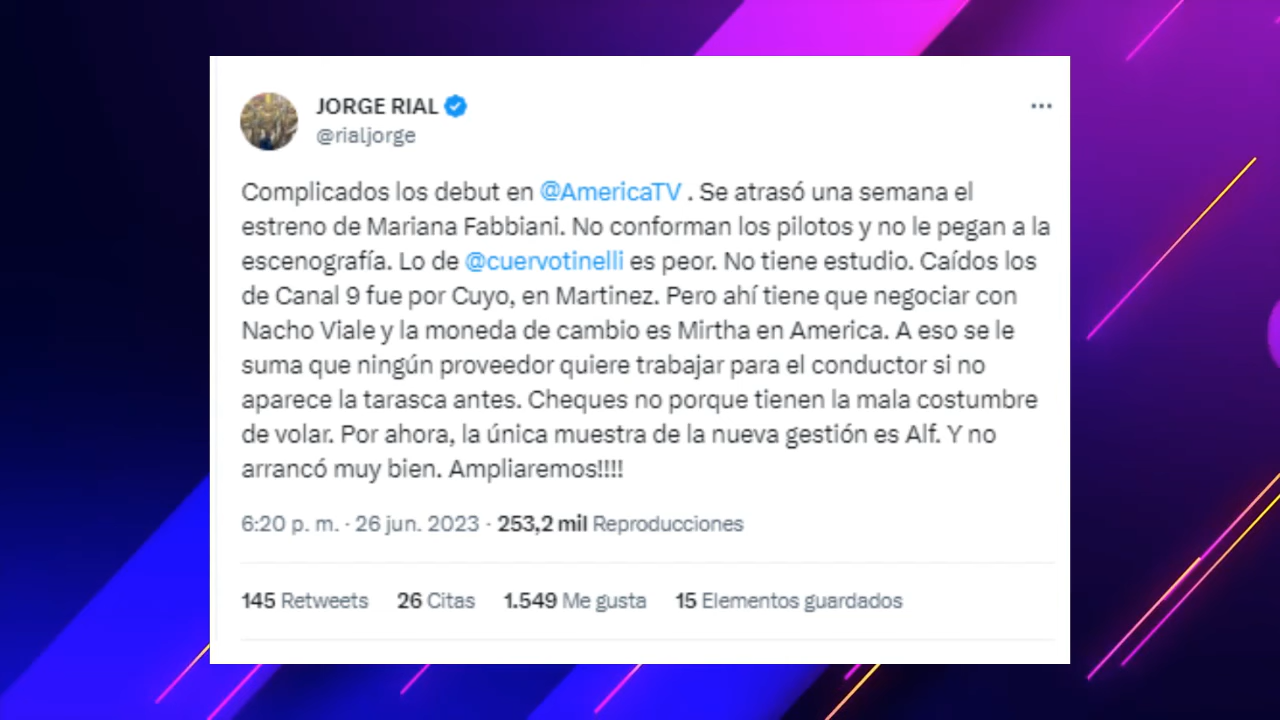 JORGE RIAL
@rialjorge
Complicados los debut en @AmericaTV . Se atrasó una semana el
estreno de Mariana Fabbiani. No conforman los pilotos y no le pegan a la
escenografía. Lo de @cuervotinelli es peor. No tiene estudio. Caídos los
de Canal 9 fue por Cuyo, en Martinez. Pero ahí tiene que negociar con
Nacho Viale y la moneda de cambio es Mirtha en America. A eso se le
suma que ningún proveedor quiere trabajar para el conductor si no
aparece la tarasca antes. Cheques no porque tienen la mala costumbre
de volar. Por ahora, la única muestra de la nueva gestión es Alf. Y no
arrancó muy bien. Ampliaremos!!!!
6:20 p. m. · 26 jun. 2023 · 253,2 mil Reproducciones
145 Retweets 26 Citas 1.549 Me gusta 15 Elementos guardados